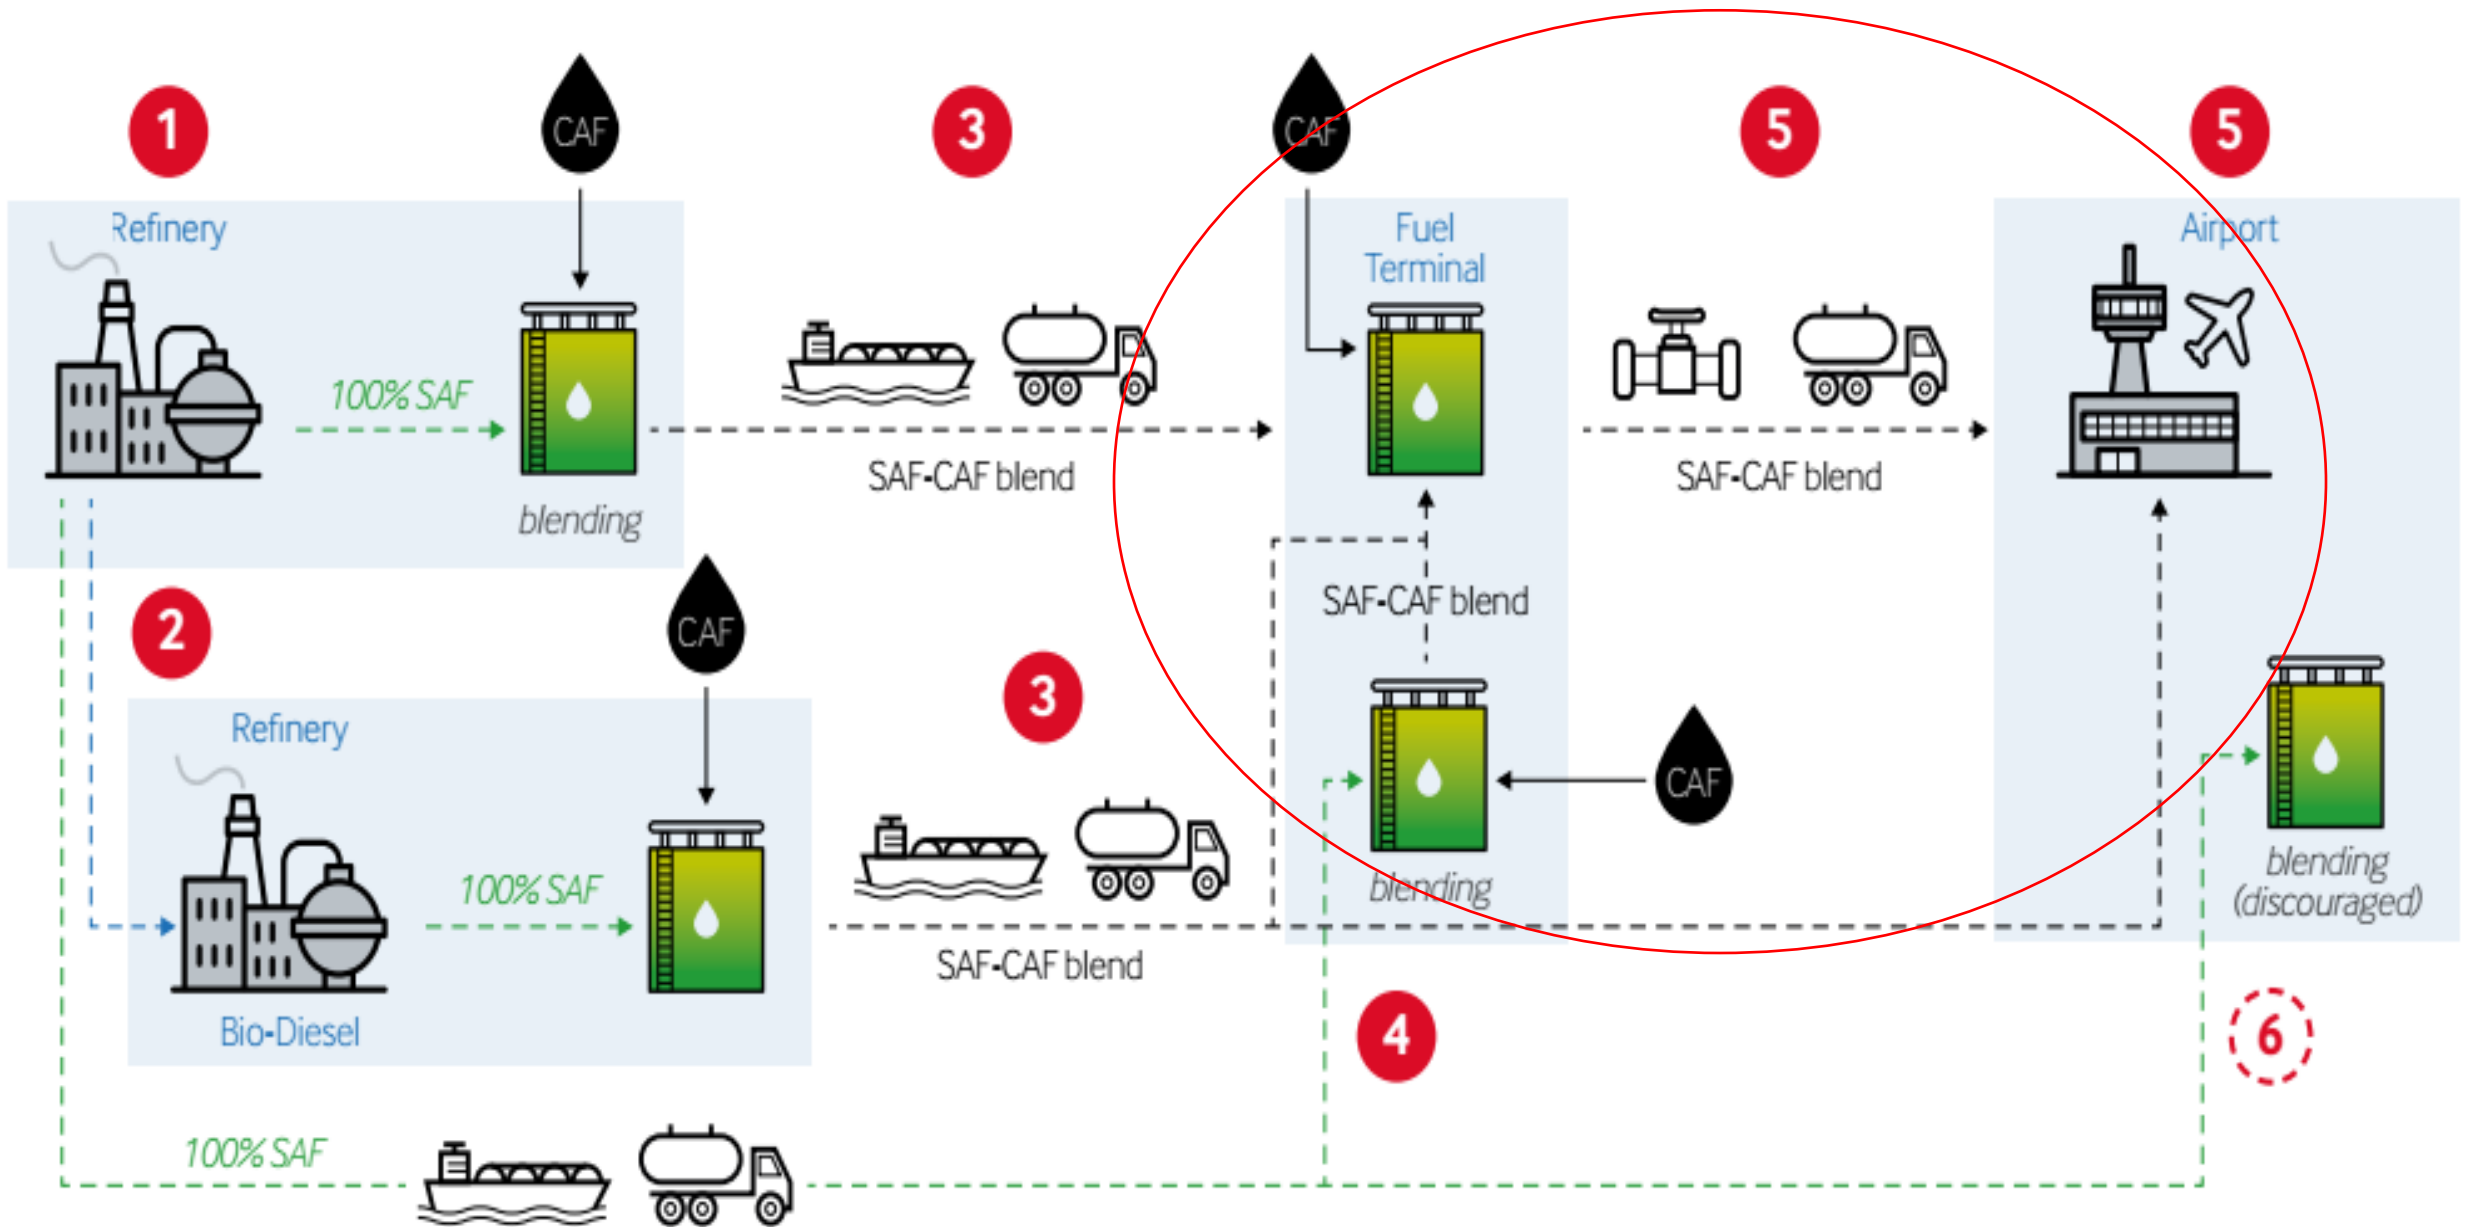 CAF
CAF
1
3
5
5
Refinery
Fuel
Terminal
Airport
100% SAF
SAF-CAF blend
SAF-CAF blend
blending
CAF
SAF-CAF blend
2
3
Refinery
CAF
100% SAF
blending
blending
(discouraged)
SAF-CAF blend
Bio-Diesel
4
6
100% SAF